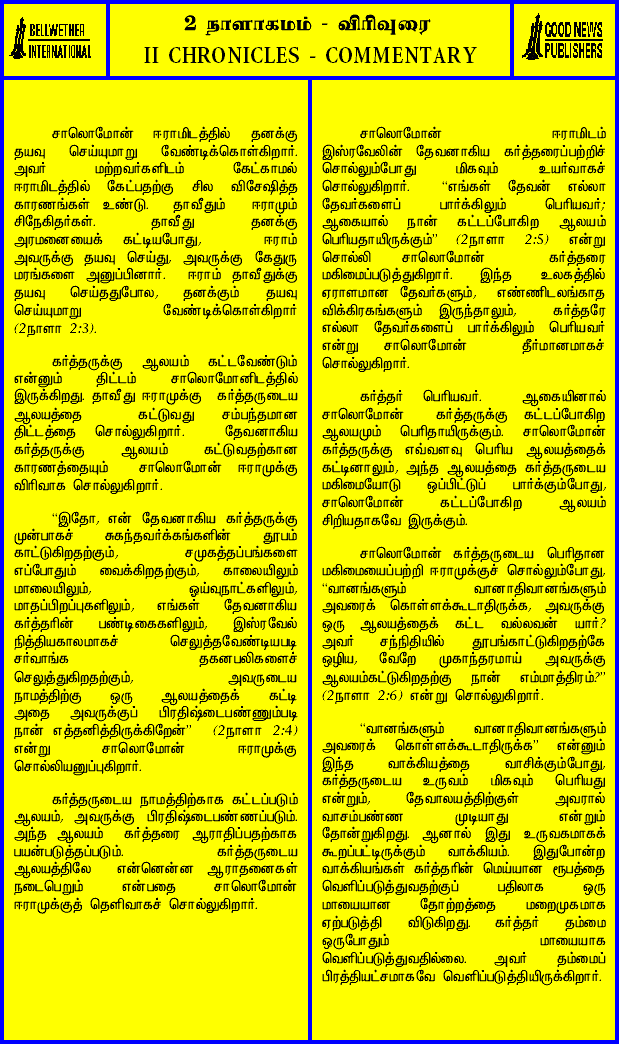 BELLWETHER
INTERNATIONAL
2 நாளாகமம் - விரிவுரை
II CHRONICLES - COMMENTARY
GOOD NEWS
PUBLISHERS
சாலொமோன் ஈராமிடத்தில் தனக்கு
தயவு செய்யுமாறு வேண்டிக்கொள்கிறார்.
அவர் மற்றவர்களிடம் கேட்காமல்
ஈராமிடத்தில் கேட்பதற்கு சில விசேஷித்த
காரணங்கள் உண்டு. தாவீதும் ஈராமும்
சிநேகிதர்கள். தாவீது தனக்கு
அரமனையைக் கட்டியபோது, ஈராம்
அவருக்கு தயவு செய்து, அவருக்கு கேதுரு
மரங்களை அனுப்பினார். ஈராம் தாவீதுக்கு
தயவு செய்ததுபோல, தனக்கும் தயவு
செய்யுமாறு வேண்டிக்கொள்கிறார்
(2நாளா 2:3).
கர்த்தருக்கு ஆலயம் கட்டவேண்டும்
என்னும் திட்டம் சாலொமோனிடத்தில்
இருக்கிறது. தாவீது ஈராமுக்கு கர்த்தருடைய
ஆலயத்தை கட்டுவது சம்பந்தமான
திட்டத்தை சொல்லுகிறார். தேவனாகிய
கர்த்தருக்கு ஆலயம் கட்டுவதற்கான
காரணத்தையும் சாலொமோன் ஈராமுக்கு
விரிவாக சொல்லுகிறார்.
“இதோ, என் தேவனாகிய கர்த்தருக்கு
முன்பாகச் சுகந்தவர்க்கங்களின் தூபம்
காட்டுகிறதற்கும், சமுகத்தப்பங்களை
எப்போதும் வைக்கிறதற்கும், காலையிலும்
மாலையிலும், ஓய்வுநாட்களிலும்,
மாதப்பிறப்புகளிலும், எங்கள் தேவனாகிய
கர்த்தரின் பண்டிகைகளிலும், இஸ்ரவேல்
நித்தியகாலமாகச் செலுத்தவேண்டியபடி
சர்வாங்க தகனபலிகளைச்
செலுத்துகிறதற்கும், அவருடைய
நாமத்திற்கு ஒரு ஆலயத்தைக் கட்டி
அதை அவருக்குப் பிரதிஷ்டைபண்ணும்படி
நான் எத்தனித்திருக்கிறேன்” (2நாளா 2:4)
என்று சாலொமோன் ஈராமுக்கு
சொல்லியனுப்புகிறார்.
கர்த்தருடைய நாமத்திற்காக கட்டப்படும்
ஆலயம், அவருக்கு பிரதிஷ்டைபண்ணப்படும்.
அந்த ஆலயம் கர்த்தரை ஆராதிப்பதற்காக
பயன்படுத்தப்படும். கர்த்தருடைய
ஆலயத்திலே என்னென்ன ஆராதனைகள்
நடைபெறும் என்பதை சாலொமோன்
ஈராமுக்குத் தெளிவாகச் சொல்லுகிறார்.
சாலொமோன் ஈராமிடம்
இஸ்ரவேலின் தேவனாகிய கர்த்தரைப்பற்றிச்
சொல்லும்போது மிகவும் உயர்வாகச்
சொல்லுகிறார். “எங்கள் தேவன் எல்லா
தேவர்களைப் பார்க்கிலும் பெரியவர்;
ஆகையால் நான் கட்டப்போகிற ஆலயம்
பெரியதாயிருக்கும்” (2நாளா 2:5) என்று
சொல்லி சாலொமோன் கர்த்தரை
மகிமைப்படுத்துகிறார். இந்த உலகத்தில்
ஏராளமான தேவர்களும், எண்ணிடலங்காத
விக்கிரகங்களும் இருந்தாலும், கர்த்தரே
எல்லா தேவர்களைப் பார்க்கிலும் பெரியவர்
என்று சாலொமோன் தீர்மானமாகச்
சொல்லுகிறார்.
கர்த்தர் பெரியவர். ஆகையினால்
சாலொமோன் கர்த்தருக்கு கட்டப்போகிற
ஆலயமும் பெரிதாயிருக்கும். சாலொமோன்
கர்த்தருக்கு எவ்வளவு பெரிய ஆலயத்தைக்
கட்டினாலும், அந்த ஆலயத்தை கர்த்தருடைய
மகிமையோடு ஒப்பிட்டுப் பார்க்கும்போது,
சாலொமோன் கட்டப்போகிற ஆலயம்
சிறியதாகவே இருக்கும்.
சாலொமோன் கர்த்தருடைய பெரிதான
மகிமையைப்பற்றி ஈராமுக்குச் சொல்லும்போது,
“வானங்களும் வானாதிவானங்களும்
அவரைக் கொள்ளக்கூடாதிருக்க, அவருக்கு
ஒரு ஆலயத்தைக் கட்ட வல்லவன் யார்?
அவர் சந்நிதியில் தூபங்காட்டுகிறதற்கே
ஒழிய, வேறே முகாந்தரமாய் அவருக்கு
ஆலயம்கட்டுகிறதற்கு நான் எம்மாத்திரம்?”
(2நாளா 2:6) என்று சொல்லுகிறார்.
“வானங்களும் வானாதிவானங்களும்
அவரைக் கொள்ளக்கூடாதிருக்க” என்னும்
இந்த வாக்கியத்தை வாசிக்கும்போது,
கர்த்தருடைய உருவம் மிகவும் பெரியது
என்றும், தேவாலயத்திற்குள் அவரால்
வாசம்பண்ண முடியாது என்றும்
தோன்றுகிறது. ஆனால் இது உருவகமாகக்
கூறப்பட்டிருக்கும் வாக்கியம். இதுபோன்ற
வாக்கியங்கள் கர்த்தரின் மெய்யான ரூபத்தை
வெளிப்படுத்துவதற்குப் பதிலாக ஒரு
மாயையான தோற்றத்தை மறைமுகமாக
ஏற்படுத்தி விடுகிறது. கர்த்தர் தம்மை
ஒருபோதும் மாயையாக
வெளிப்படுத்துவதில்லை. அவர் தம்மைப்
பிரத்தியட்சமாகவே வெளிப்படுத்தியிருக்கிறார்.